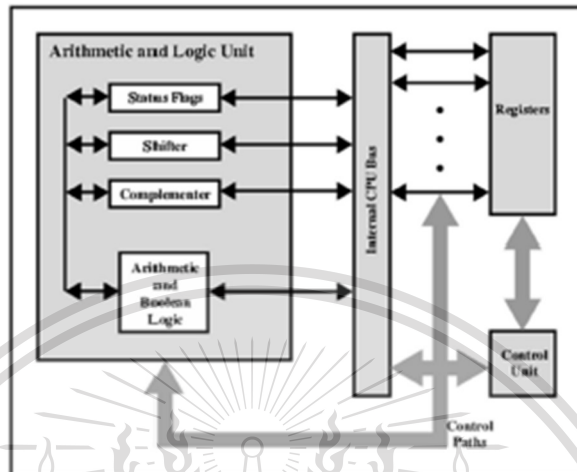 Arithmetic and Logic Unit
Status Flags
Shifter
Complementer
Arithmetic
and
Boolean
Logic
Internal CPU Bus
Registers
Control
Unit
Control
Paths